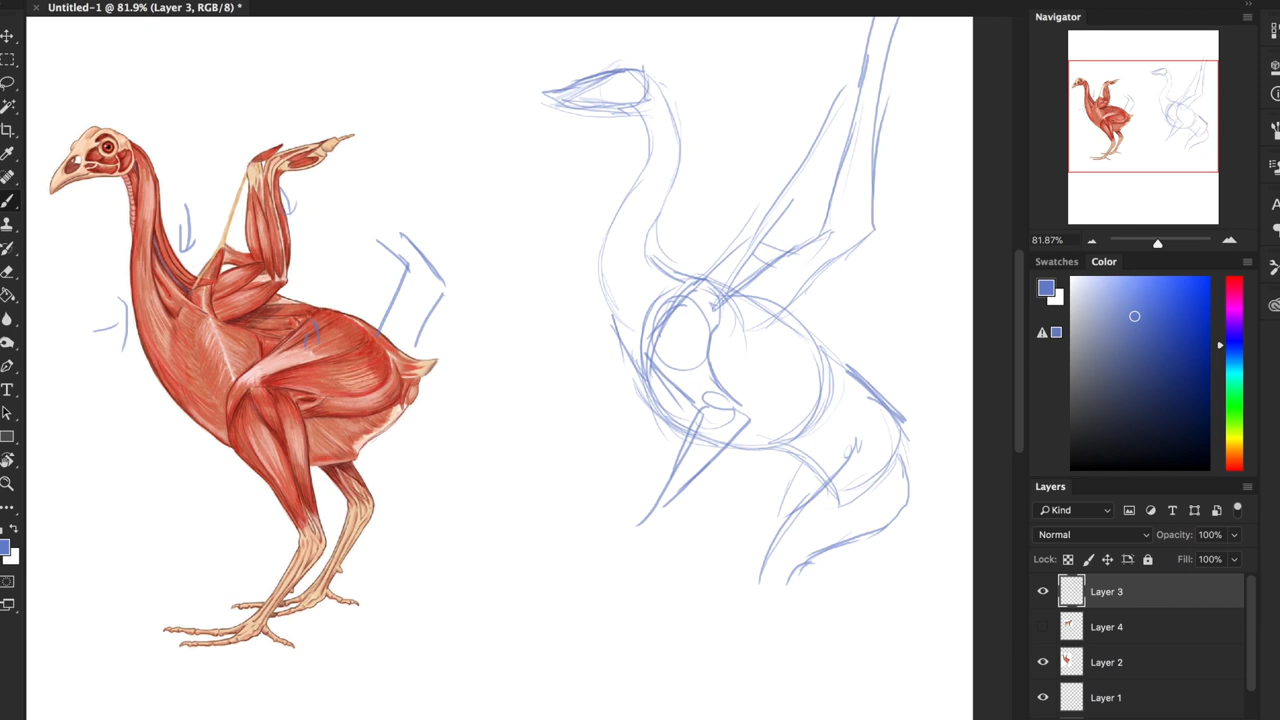 Untitled-1 @ 81.9% (Layer 3, RGB/8) *
Navigator
81.87%
Swatches
Color
Layers
Kind
Normal
Opacity: 100%
Lock:
Fill: 100%
Layer 3
Layer 4
Layer 2
Layer 1